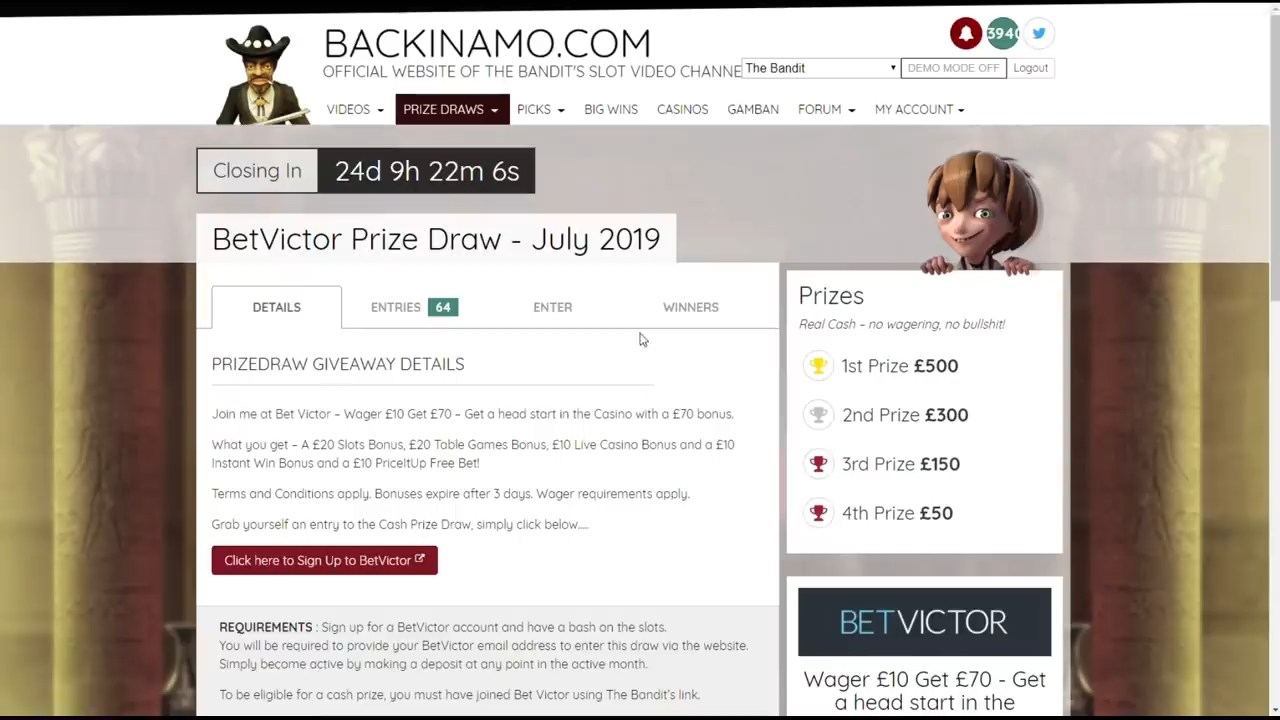 BACKINAMO.COM
OFFICIAL WEBSITE OF THE BANDIT'S SLOT VIDEO CHANNE
3940
The Bandit
DEMO MODE OFF
Logout
VIDEOS
PRIZE DRAWS
PICKS
BIG WINS
CASINOS
GAMBAN
FORUM
MY ACCOUNT
Closing In
24d 9h 22m 6s
BetVictor Prize Draw - July 2019
DETAILS
ENTRIES 64
ENTER
WINNERS
PRIZEDRAW GIVEAWAY DETAILS
Join me at Bet Victor – Wager £10 Get £70 – Get a head start in the Casino with a £70 bonus.
What you get – A £20 Slots Bonus, £20 Table Games Bonus, £10 Live Casino Bonus and a £10
Instant Win Bonus and a £10 PriceItUp Free Bet!
Terms and Conditions apply. Bonuses expire after 3 days. Wager requirements apply.
Grab yourself an entry to the Cash Prize Draw, simply click below.....
Click here to Sign Up to BetVictor
REQUIREMENTS : Sign up for a BetVictor account and have a bash on the slots.
You will be required to provide your BetVictor email address to enter this draw via the website.
Simply become active by making a deposit at any point in the active month.
To be eligible for a cash prize, you must have joined Bet Victor using The Bandit's link.
Prizes
Real Cash – no wagering, no bullshit!
1st Prize £500
2nd Prize £300
3rd Prize £150
4th Prize £50
BETVICTOR
Wager £10 Get £70 - Get
a head start in the